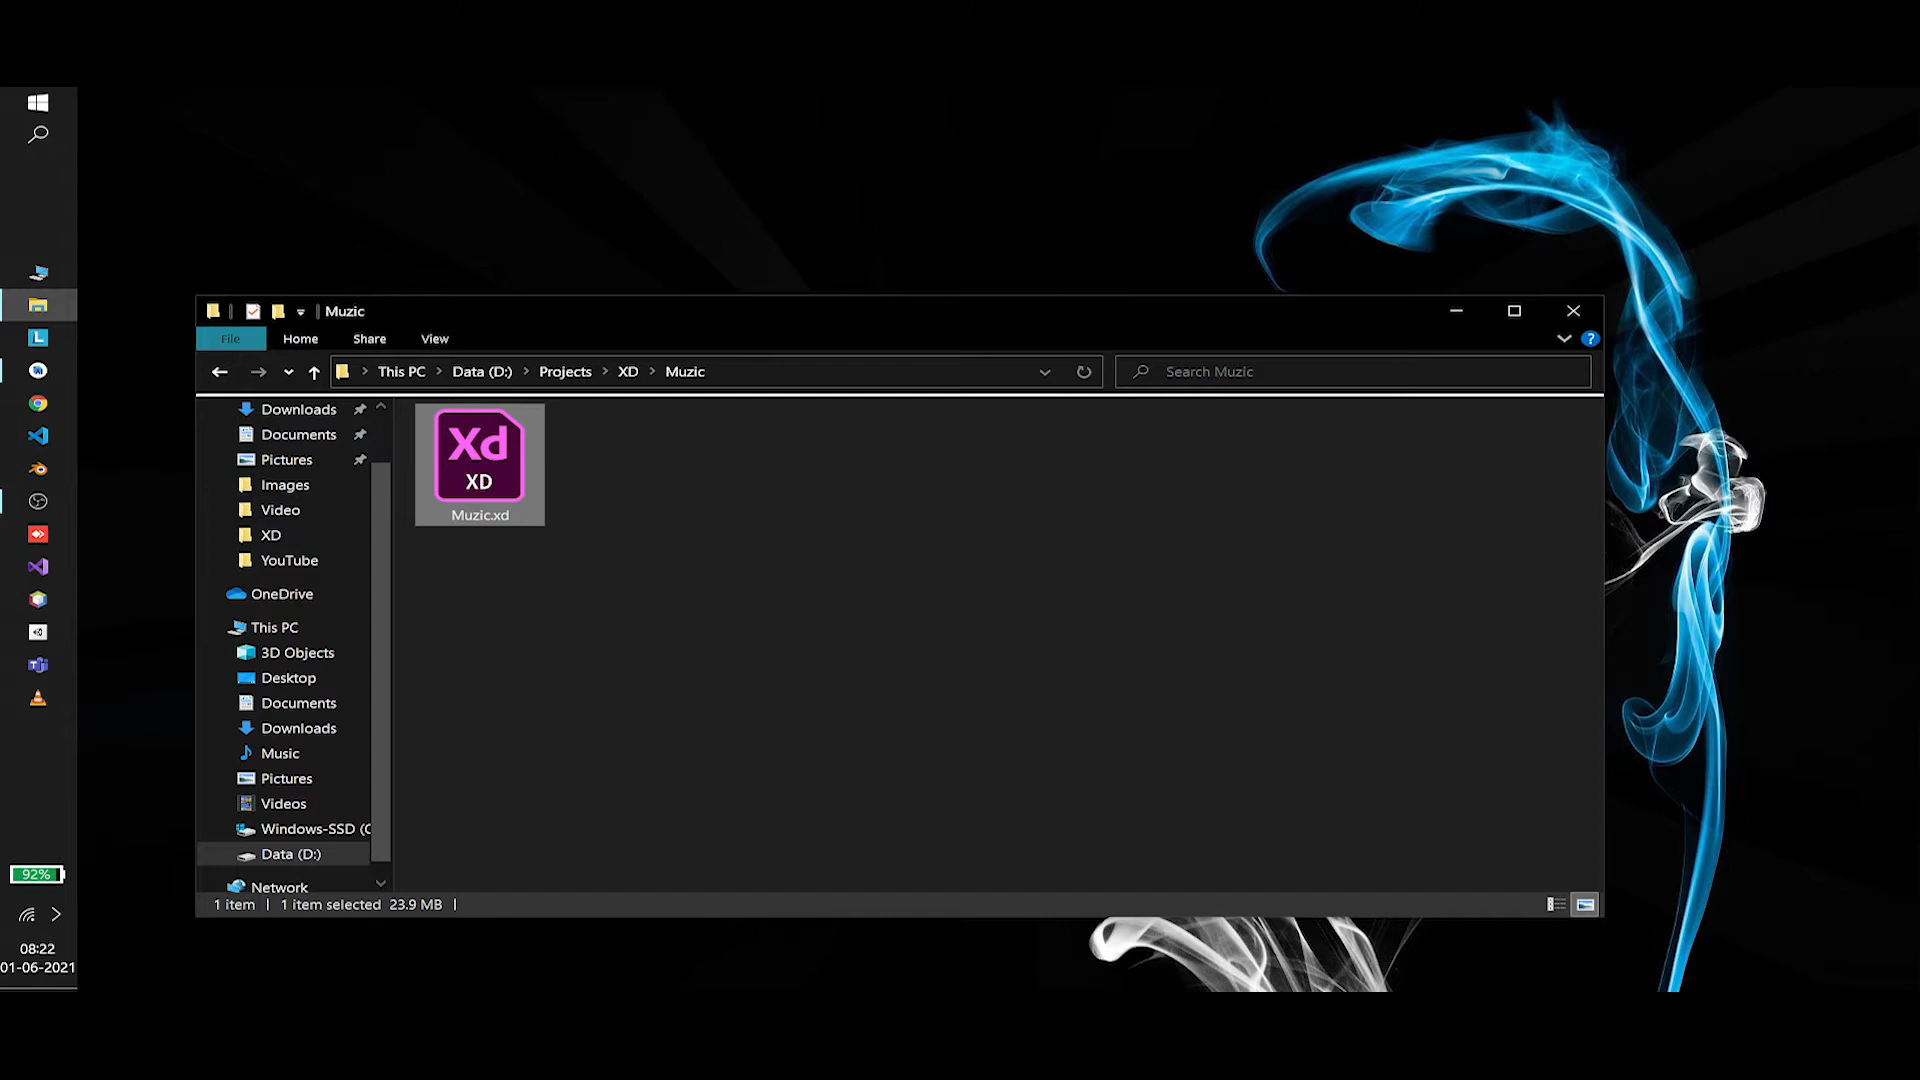 Muzic
File Home Share View
This PC Data (D:) Projects XD Muzic
Search Muzic
Downloads
Documents
Pictures
Images
Video
XD
YouTube
OneDrive
This PC
3D Objects
Desktop
Documents
Downloads
Music
Pictures
Videos
Windows-SSD (C
Data (D:)
Network
Xd
XD
Muzic.xd
1 item 1 item selected 23.9 MB
92%
08:22
01-06-2021